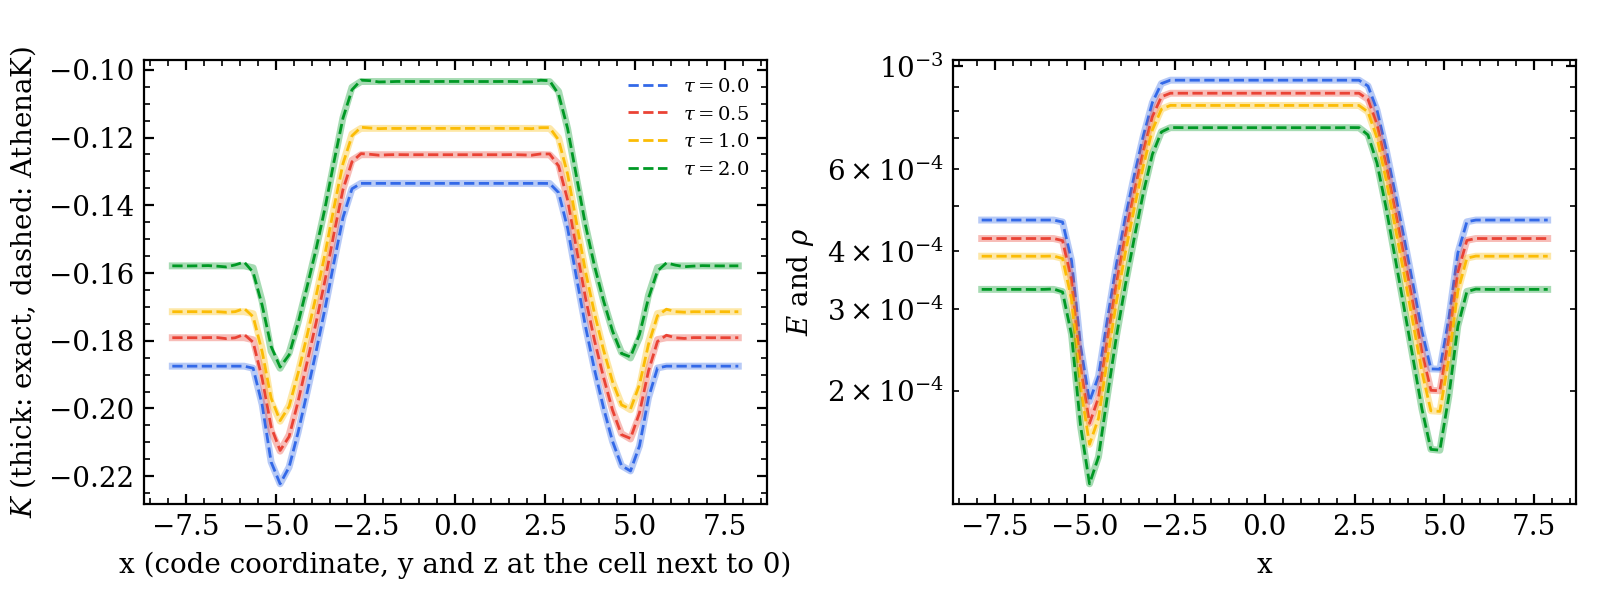 K (thick: exact, dashed: AthenaK)
−0.10
−0.12
−0.14
−0.16
−0.18
−0.20
−0.22
τ = 0.0
τ = 0.5
τ = 1.0
τ = 2.0
−7.5 −5.0 −2.5 0.0 2.5 5.0 7.5
x (code coordinate, y and z at the cell next to 0)
E and ρ
10⁻³
6 × 10⁻⁴
4 × 10⁻⁴
3 × 10⁻⁴
2 × 10⁻⁴
−7.5 −5.0 −2.5 0.0 2.5 5.0 7.5
x